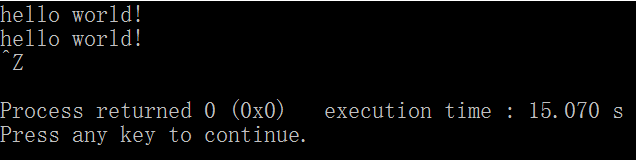 hello world!
hello world!
^Z
Process returned 0 (0x0)   execution time : 15.070 s
Press any key to continue.